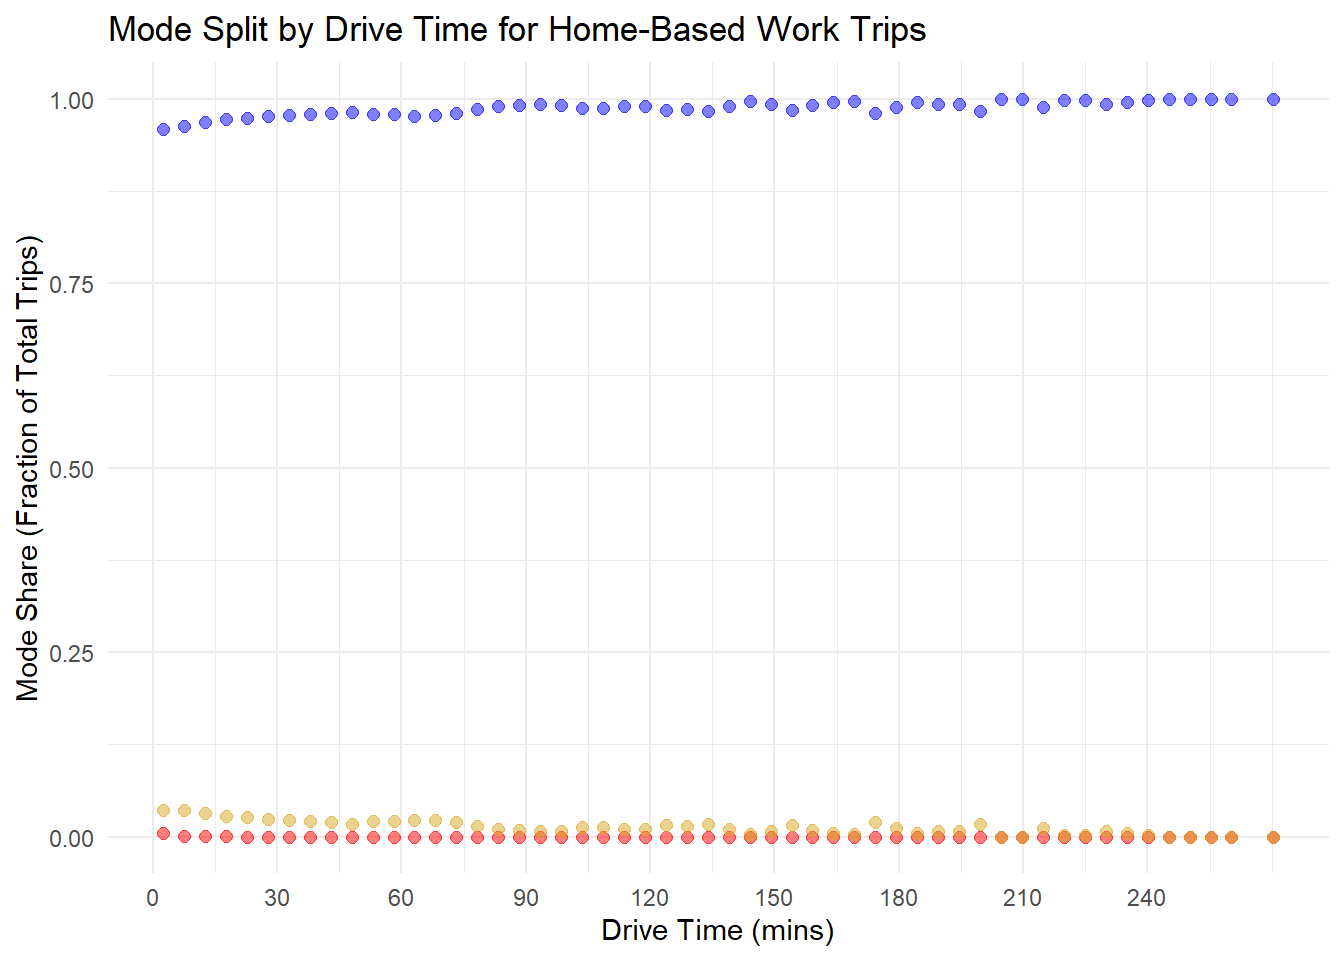 Mode Split by Drive Time for Home-Based Work Trips
Mode Share (Fraction of Total Trips)
1.00
0.75
0.50
0.25
0.00
0 30 60 90 120 150 180 210 240
Drive Time (mins)